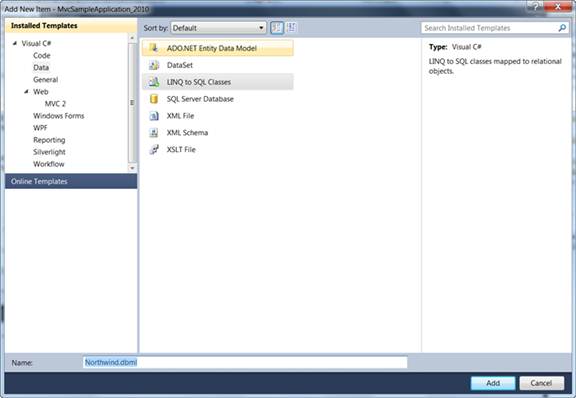 Add New Item - MvcSampleApplication_2010
Installed Templates
Visual C#
Code
Data
General
Web
MVC 2
Windows Forms
WPF
Reporting
Silverlight
Workflow
Online Templates
Sort by: Default
ADO.NET Entity Data Model
DataSet
LINQ to SQL Classes
SQL Server Database
XML File
XML Schema
XSLT File
Search Installed Templates
Type: Visual C#
LINQ to SQL classes mapped to relational
objects.
Name: Northwind.dbml
Add Cancel